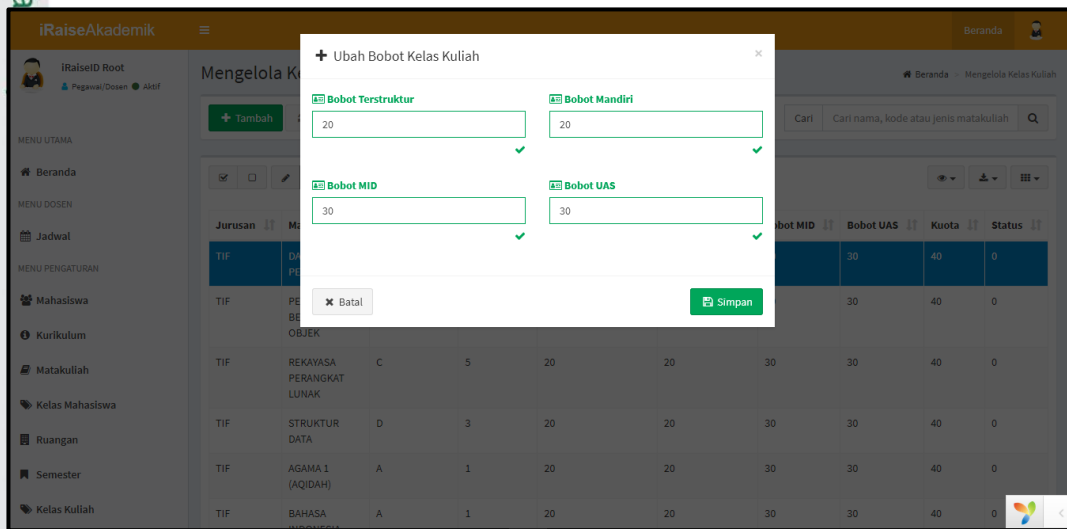 iRaiseAkademik
Beranda
iRaiseID Root
Pegawai/Dosen Aktif
MENU UTAMA
Beranda
MENU DOSEN
Jadwal
MENU PENGATURAN
Mahasiswa
Kurikulum
Matakuliah
Kelas Mahasiswa
Ruangan
Semester
Kelas Kuliah
Mengelola K
Beranda > Mengelola Kelas Kuliah
+ Tambah
Cari Cari nama, kode atau jenis matakuliah
+ Ubah Bobot Kelas Kuliah ×
Bobot Terstruktur Bobot Mandiri
20 20
Bobot MID Bobot UAS
30 30
Batal Simpan
Jurusan Bobot UAS Kuota Status
TIF 30 40 0
TIF 30 40 0
OBJEK
TIF REKAYASA C 5 20 20 30 30 40 0
PERANGKAT
LUNAK
TIF STRUKTUR D 3 20 20 30 30 40 0
DATA
TIF AGAMA 1 A 1 20 20 30 30 40 0
(AQIDAH)
TIF BAHASA A 1 20 20 30 30 40 0